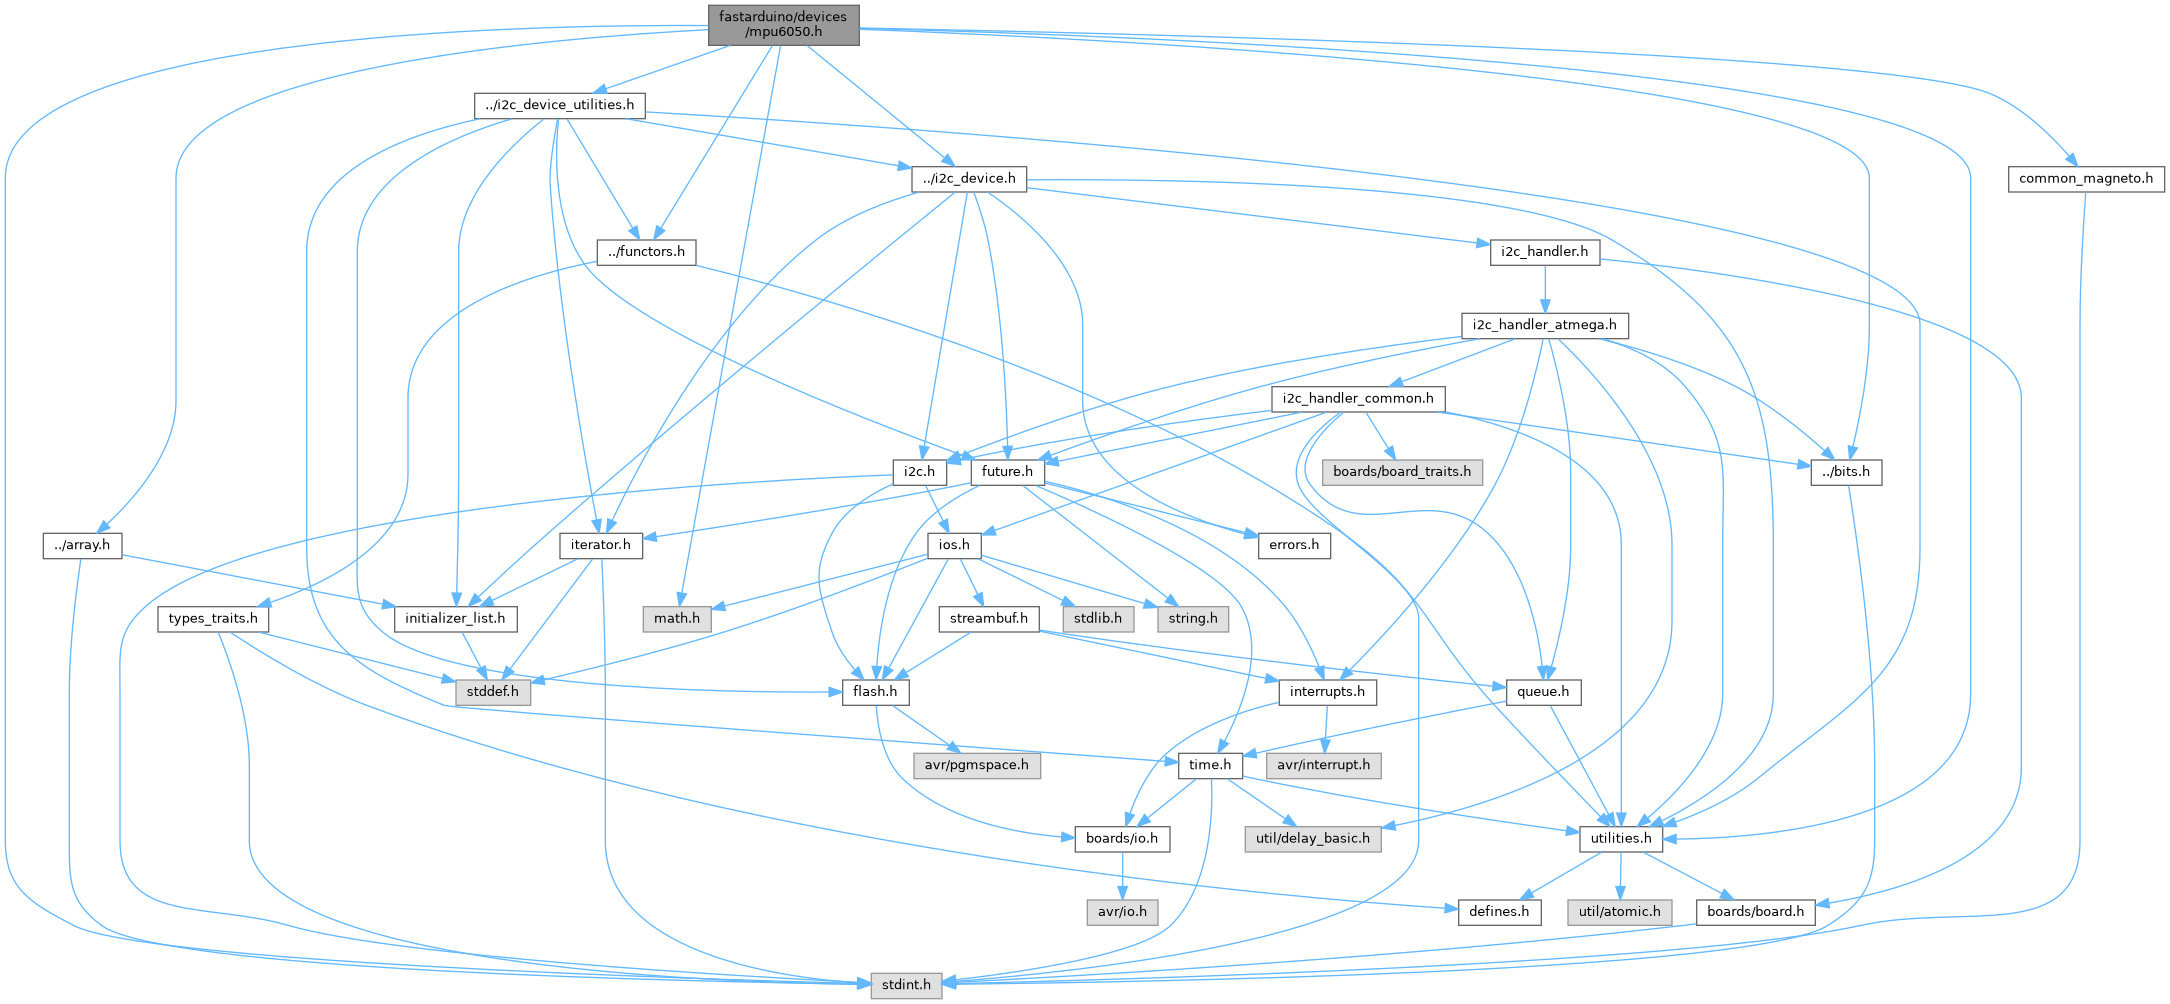 fastarduino/devices
/mpu6050.h
../i2c_device_utilities.h
../i2c_device.h
common_magneto.h
../functors.h
i2c_handler.h
i2c_handler_atmega.h
i2c_handler_common.h
i2c.h
future.h
boards/board_traits.h
../bits.h
../array.h
iterator.h
ios.h
errors.h
types_traits.h
initializer_list.h
math.h
streambuf.h
stdlib.h
string.h
stddef.h
flash.h
interrupts.h
queue.h
avr/pgmspace.h
time.h
avr/interrupt.h
boards/io.h
util/delay_basic.h
utilities.h
avr/io.h
defines.h
util/atomic.h
boards/board.h
stdint.h